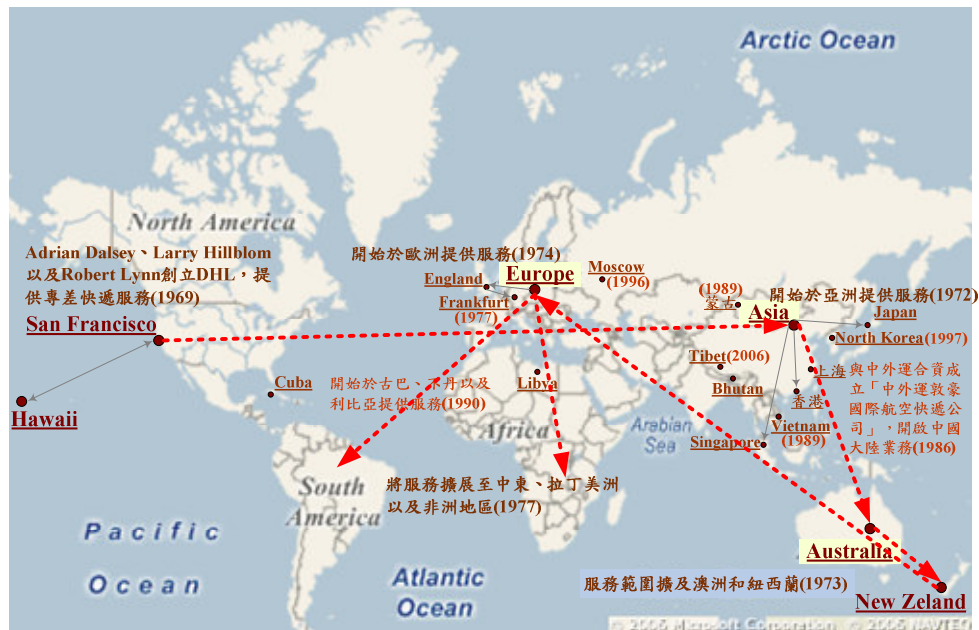 Arctic Ocean
North America
Adrian Dalsey、Larry Hillblom
以及Robert Lynn創立DHL，提
供專差快遞服務(1969)
San Francisco
Hawaii
Cuba
開始於古巴、不丹以及
利比亞提供服務(1990)
開始於歐洲提供服務(1974)
England
Europe
Frankfurt
(1977)
Moscow
(1996)
(1989)
蒙古
開始於亞洲提供服務(1972)
Asia
Japan
North Korea(1997)
Tibet(2006)
Bhutan
上海
與中外運合資成
立「中外運敦豪
國際航空快遞公
司」，開啟中國
大陸業務(1986)
香港
Vietnam
(1989)
Singapore
Libya
Africa
Arabian
Sea
South
America
將服務擴展至中東、拉丁美洲
以及非洲地區(1977)
Pacific
Ocean
Atlantic
Ocean
Australia
服務範圍擴及澳洲和紐西蘭(1973)
New Zeland
© 2006 Microsoft Corporation © 2006 NAVTEQ